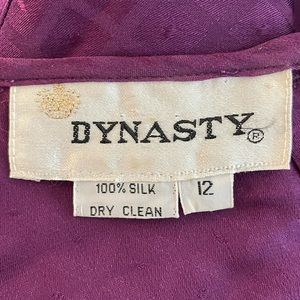 DYNASTY®
100% SILK
DRY CLEAN
12